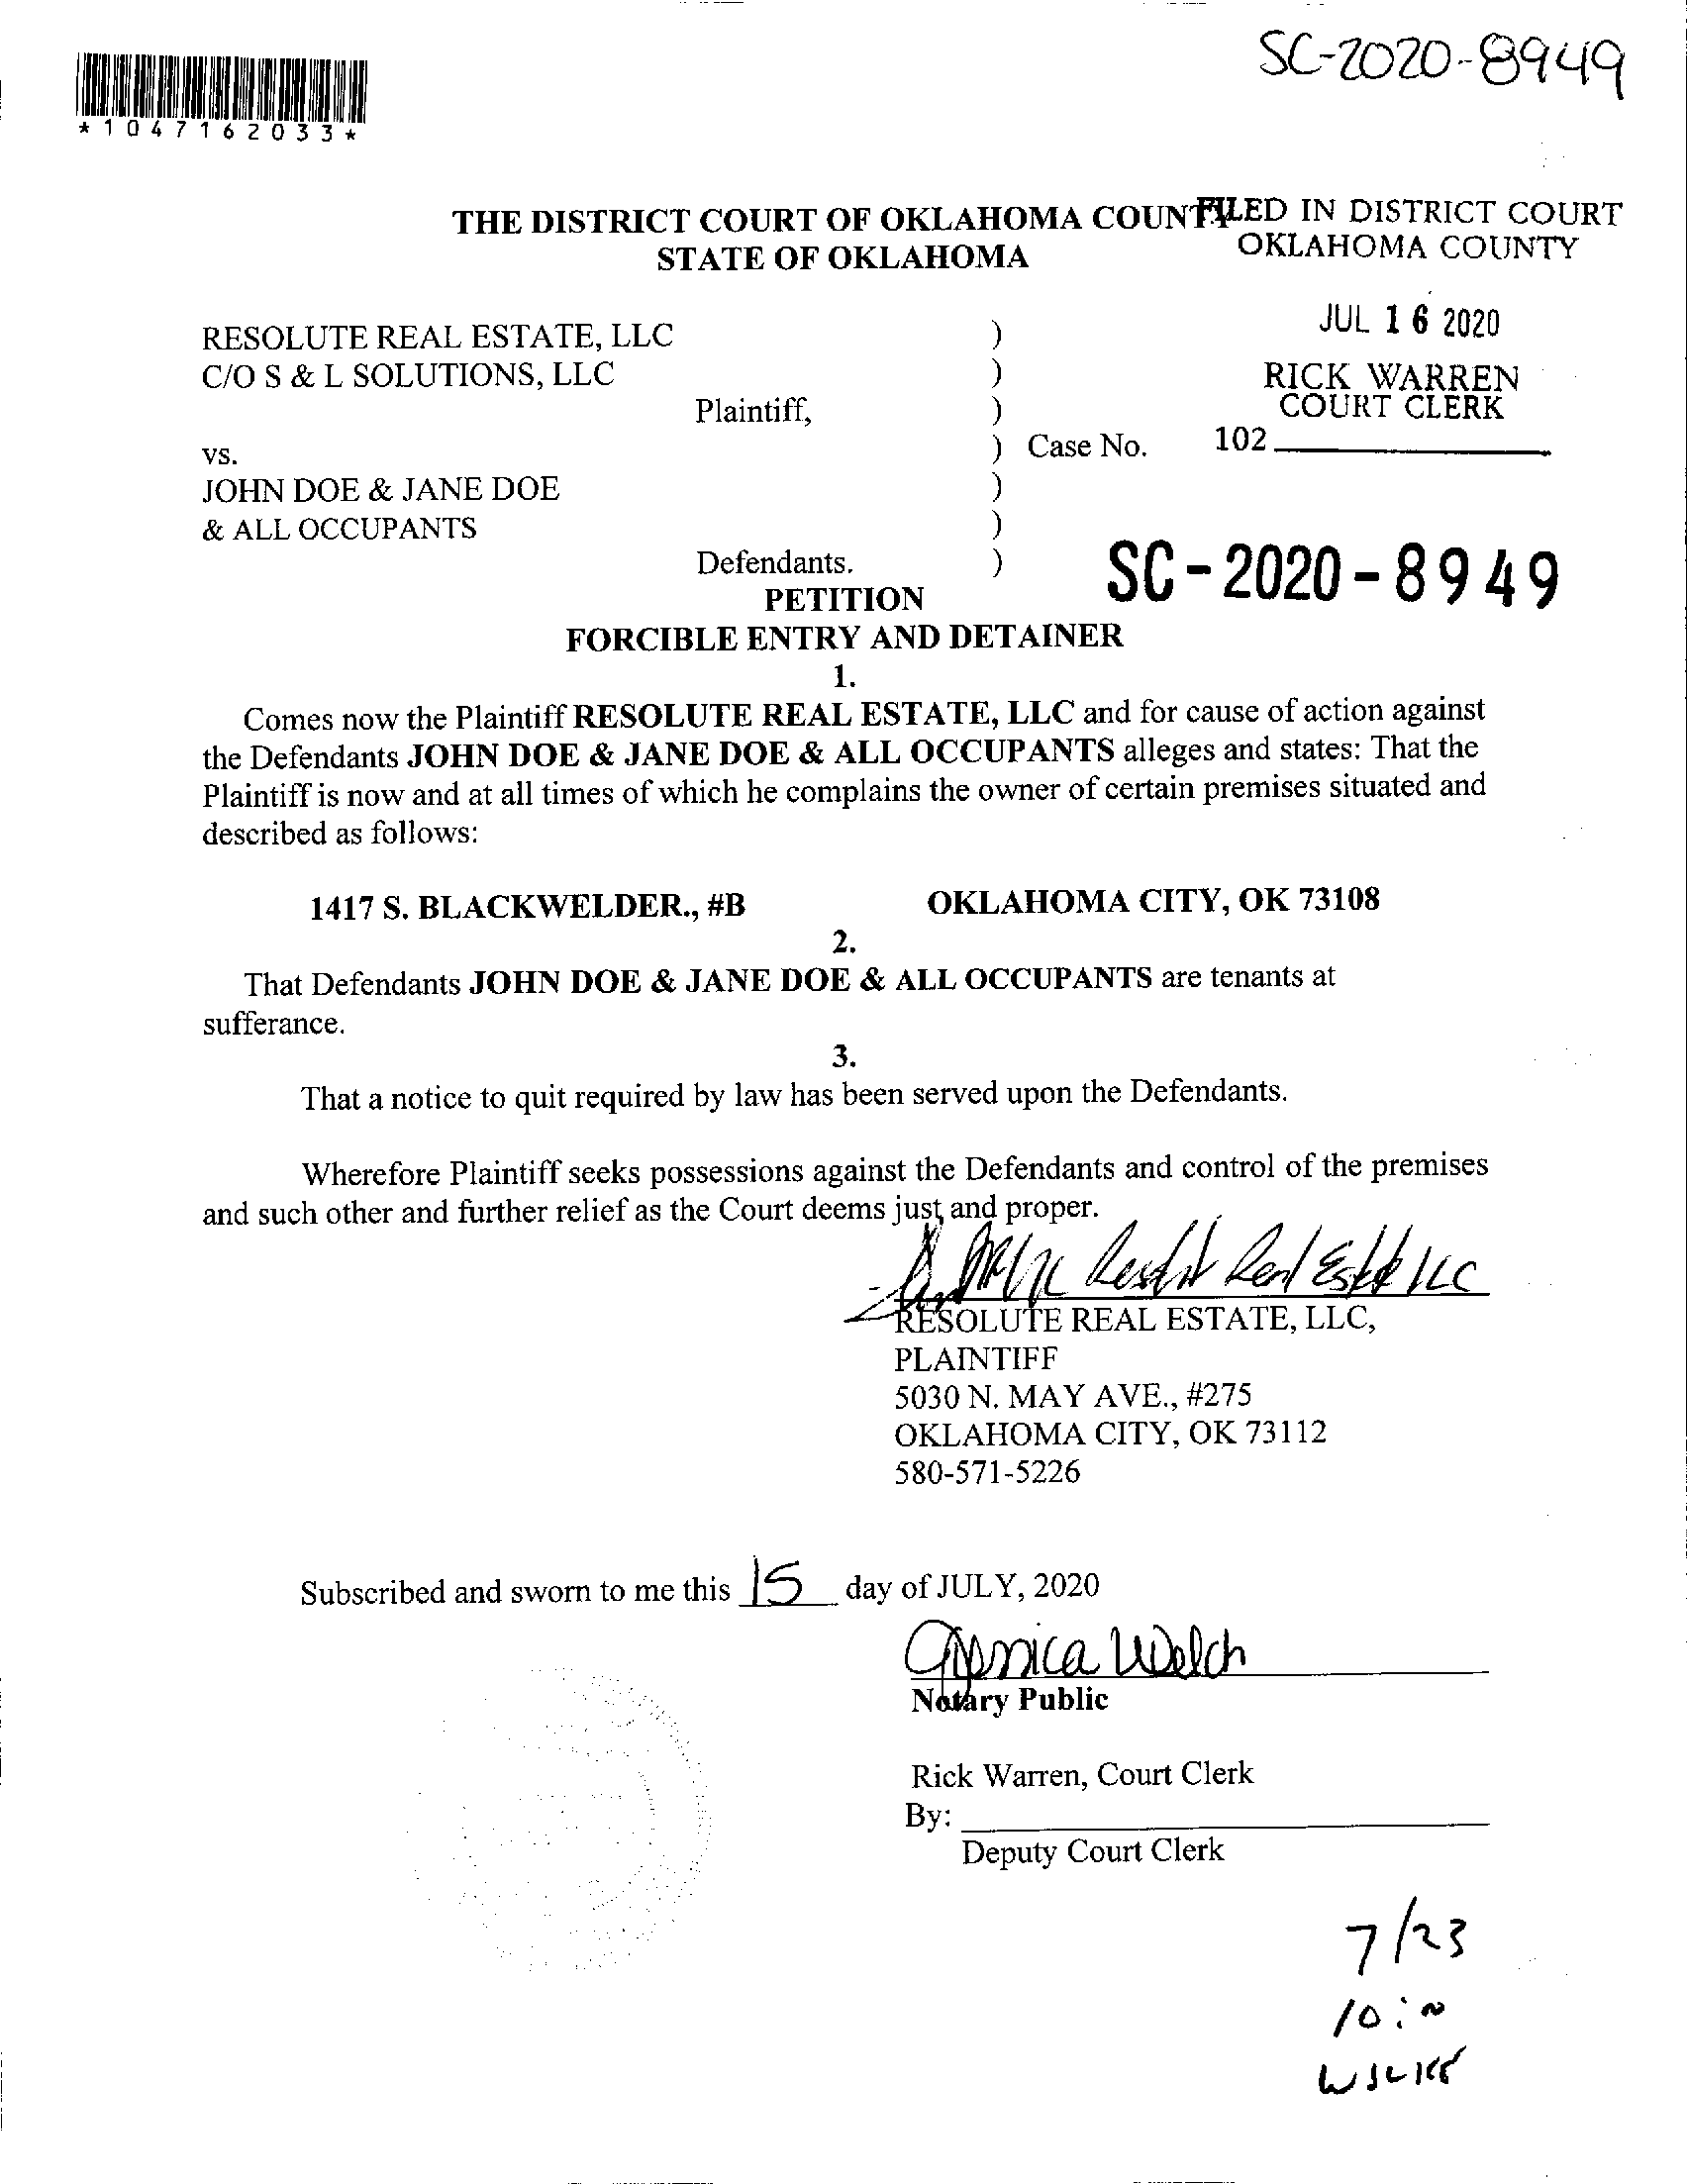 SC-2020-8949
*1047162033*
THE DISTRICT COURT OF OKLAHOMA COUNTY
STATE OF OKLAHOMA
FILED IN DISTRICT COURT
OKLAHOMA COUNTY
JUL 16 2020
RICK WARREN
COURT CLERK
102
RESOLUTE REAL ESTATE, LLC )
C/O S & L SOLUTIONS, LLC )
Plaintiff, )
vs. ) Case No.
JOHN DOE & JANE DOE )
& ALL OCCUPANTS )
Defendants. )
SC-2020-8949
PETITION
FORCIBLE ENTRY AND DETAINER
1.
Comes now the Plaintiff RESOLUTE REAL ESTATE, LLC and for cause of action against
the Defendants JOHN DOE & JANE DOE & ALL OCCUPANTS alleges and states: That the
Plaintiff is now and at all times of which he complains the owner of certain premises situated and
described as follows:
1417 S. BLACKWELDER., #B OKLAHOMA CITY, OK 73108
2.
That Defendants JOHN DOE & JANE DOE & ALL OCCUPANTS are tenants at
sufferance.
3.
That a notice to quit required by law has been served upon the Defendants.
Wherefore Plaintiff seeks possessions against the Defendants and control of the premises
and such other and further relief as the Court deems just, and proper.
Real Estate LLC
RESOLUTE REAL ESTATE, LLC,
PLAINTIFF
5030 N. MAY AVE., #275
OKLAHOMA CITY, OK 73112
580-571-5226
Subscribed and sworn to me this 15 day of JULY, 2020
Welch
Notary Public
Rick Warren, Court Clerk
By:
Deputy Court Clerk
7/23
10: